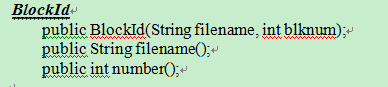 BlockId
public BlockId(String filename, int blknum);
public String filename();
public int number();